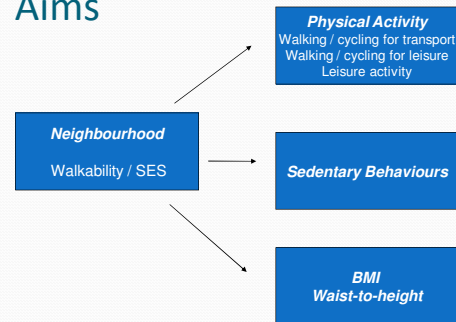 Aims
Physical Activity
Walking / cycling for transport
Walking / cycling for leisure
Leisure activity
Neighbourhood
Walkability / SES
Sedentary Behaviours
BMI
Waist-to-height